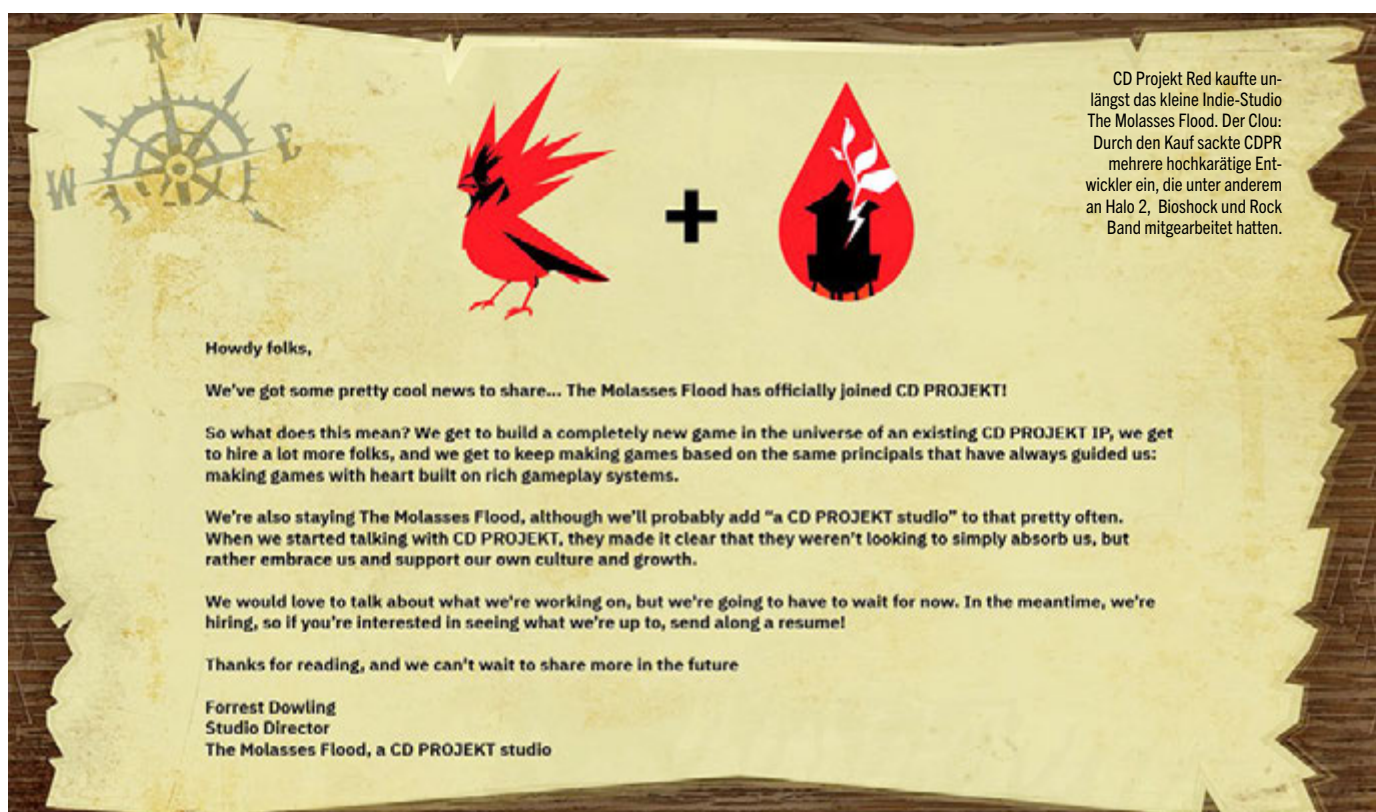 N
E
W
CD Projekt Red kaufte un-
längst das kleine Indie-Studio
The Molasses Flood. Der Clou:
Durch den Kauf sackte CDPR
mehrere hochkarätige Ent-
wickler ein, die unter anderem
an Halo 2, Bioshock und Rock
Band mitgearbeitet hatten.
+
Howdy folks,
We've got some pretty cool news to share... The Molasses Flood has officially joined CD PROJEKT!
So what does this mean? We get to build a completely new game in the universe of an existing CD PROJEKT IP, we get
to hire a lot more folks, and we get to keep making games based on the same principals that have always guided us:
making games with heart built on rich gameplay systems.
We're also staying The Molasses Flood, although we'll probably add "a CD PROJEKT studio" to that pretty often.
When we started talking with CD PROJEKT, they made it clear that they weren't looking to simply absorb us, but
rather embrace us and support our own culture and growth.
We would love to talk about what we're working on, but we're going to have to wait for now. In the meantime, we're
hiring, so if you're interested in seeing what we're up to, send along a resume!
Thanks for reading, and we can't wait to share more in the future
Forrest Dowling
Studio Director
The Molasses Flood, a CD PROJEKT studio